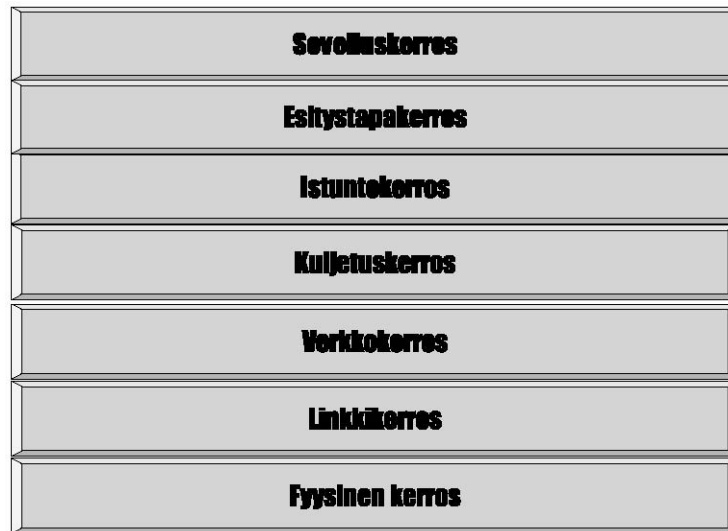 Sovelluskerros
Esitystapakerros
Istuntokerros
Kuljetuskerros
Verkkokerros
Linkkikerros
Fyysinen kerros